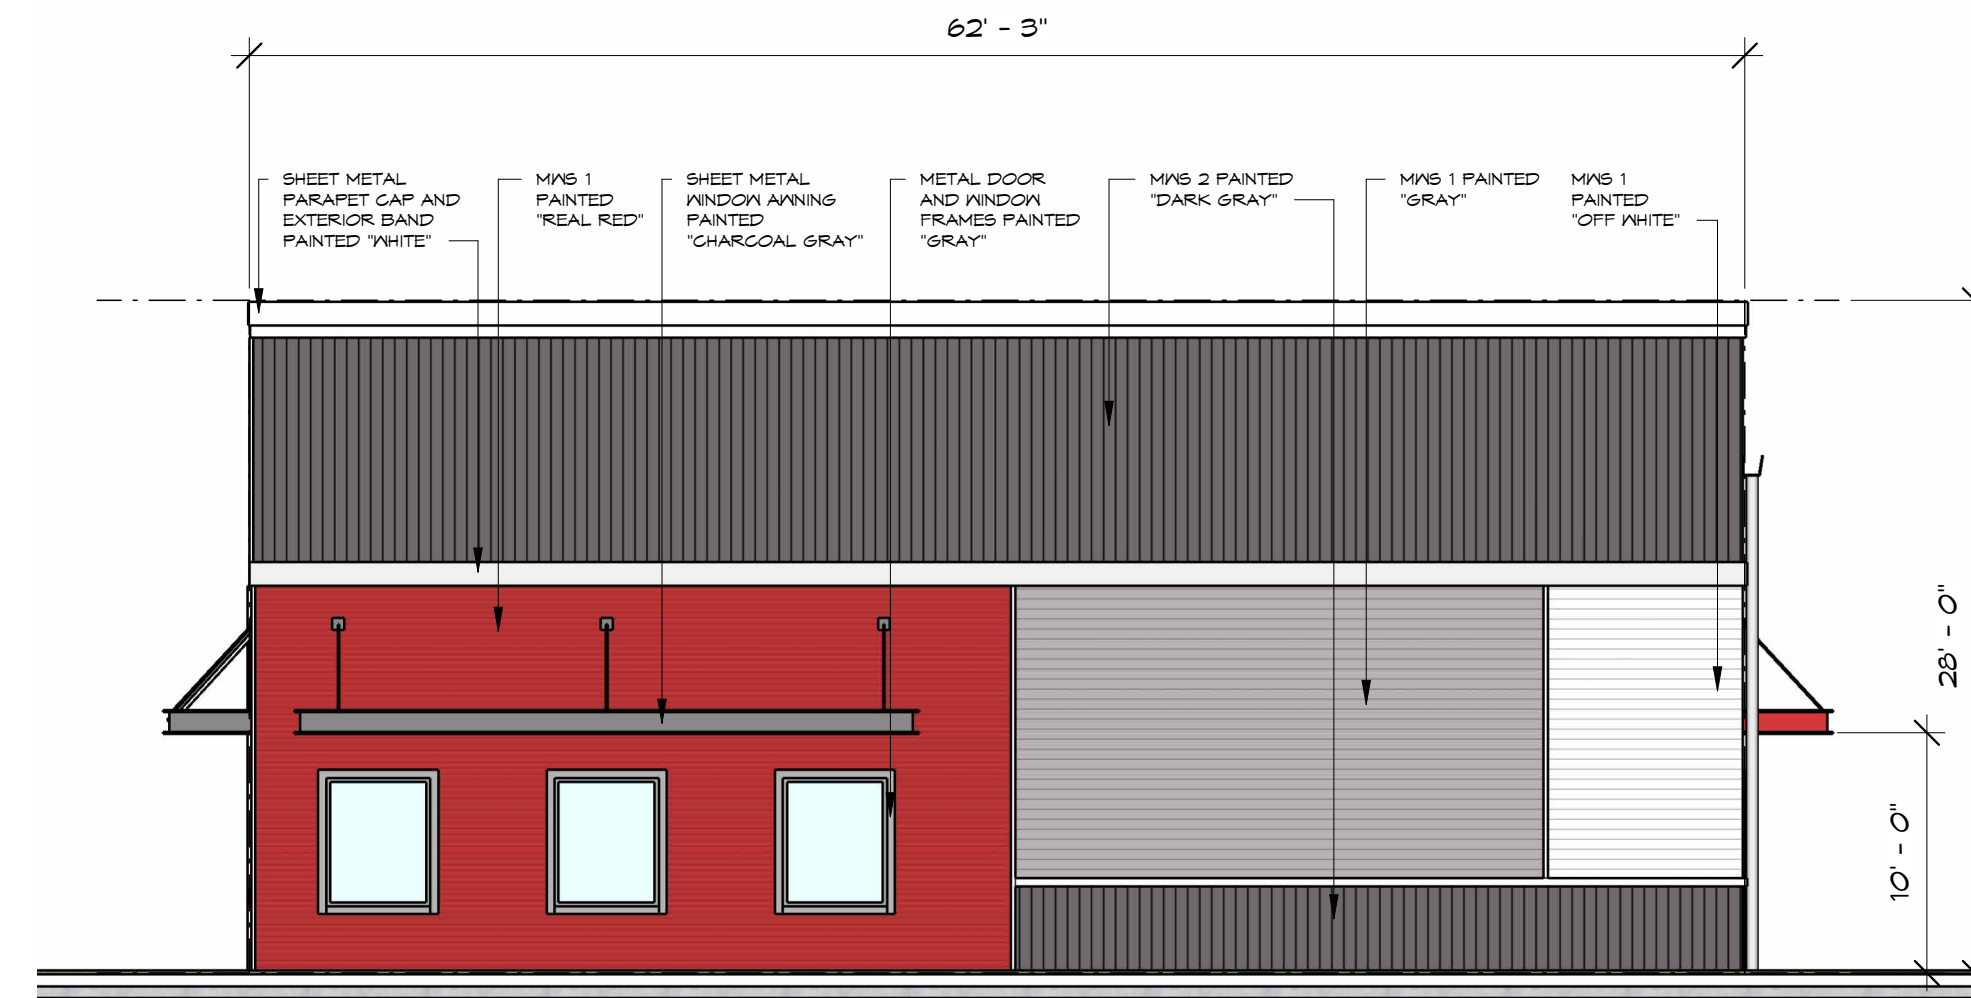 62' - 3"
SHEET METAL
PARAPET CAP AND
EXTERIOR BAND
PAINTED "WHITE"
MWS 1
PAINTED
"REAL RED"
SHEET METAL
WINDOW AWNING
PAINTED
"CHARCOAL GRAY"
METAL DOOR
AND WINDOW
FRAMES PAINTED
"GRAY"
MWS 2 PAINTED
"DARK GRAY"
MWS 1 PAINTED
"GRAY"
MWS 1
PAINTED
"OFF WHITE"
28' - 0"
10' - 0"